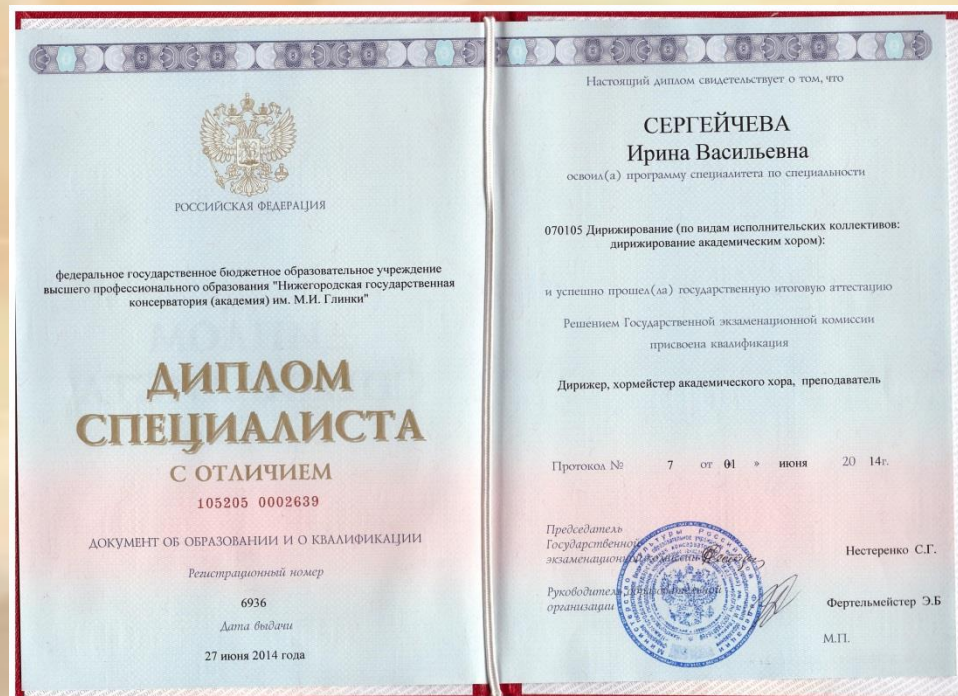 РОССИЙСКАЯ ФЕДЕРАЦИЯ
федеральное государственное бюджетное образовательное учреждение
высшего профессионального образования "Нижегородская государственная
консерватория (академия) им. М.И. Глинки"
ДИПЛОМ
СПЕЦИАЛИСТА
С ОТЛИЧИЕМ
105205 0002639
ДОКУМЕНТ ОБ ОБРАЗОВАНИИ И О КВАЛИФИКАЦИИ
Регистрационный номер
6936
Дата выдачи
27 июня 2014 года
Настоящий диплом свидетельствует о том, что
СЕРГЕЙЧЕВА
Ирина Васильевна
освоил(а) программу специалитета по специальности
070105 Дирижирование (по видам исполнительских коллективов:
дирижирование академическим хором):
и успешно прошел(ла) государственную итоговую аттестацию
Решением Государственной экзаменационной комиссии
присвоена квалификация
Дирижер, хормейстер академического хора, преподаватель
Протокол № 7 от 01 » июня 20 14г.
Председатель
Государственной
экзаменационной комиссии
Нестеренко С.Г.
Руководитель образовательной
организации
Фертельмейстер Э.Б
М.П.